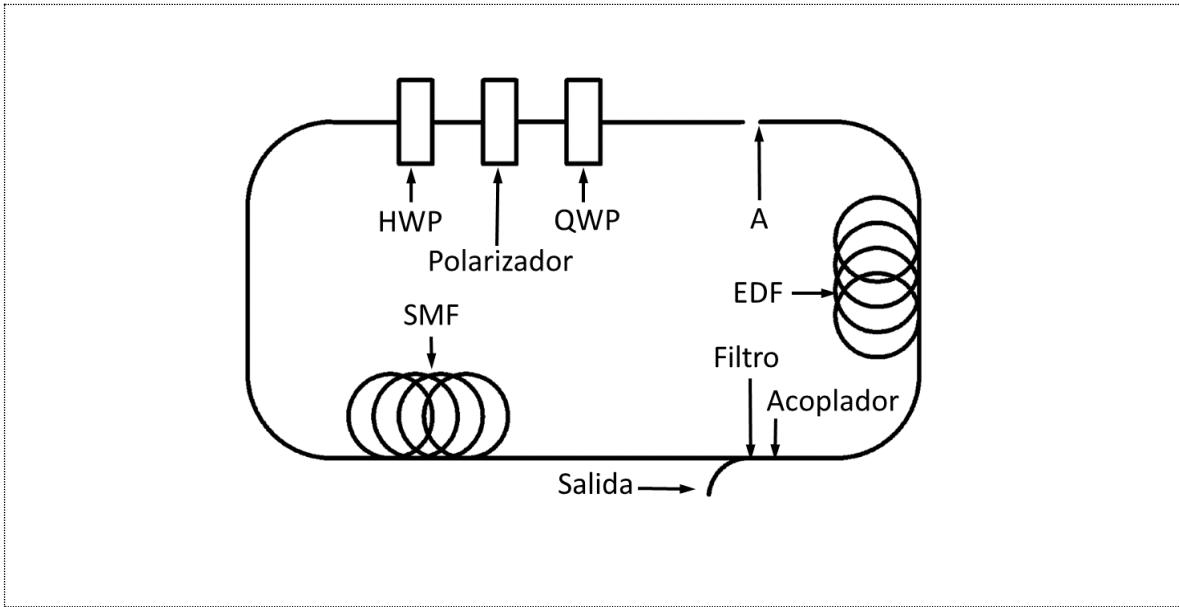 HWP
QWP
A
Polarizador
EDF
SMF
Filtro
Acoplador
Salida